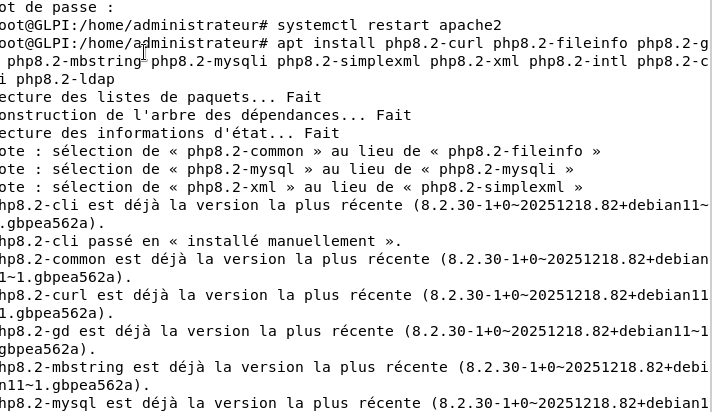 ot de passe :
oot@GLPI:/home/administrateur# systemctl restart apache2
oot@GLPI:/home/administrateur# apt install php8.2-curl php8.2-fileinfo php8.2-g
php8.2-mbstring php8.2-mysqli php8.2-simplexml php8.2-xml php8.2-intl php8.2-c
i php8.2-ldap
ecture des listes de paquets... Fait
onstruction de l'arbre des dépendances... Fait
ecture des informations d'état... Fait
ote : sélection de « php8.2-common » au lieu de « php8.2-fileinfo »
ote : sélection de « php8.2-mysql » au lieu de « php8.2-mysqli »
ote : sélection de « php8.2-xml » au lieu de « php8.2-simplexml »
hp8.2-cli est déjà la version la plus récente (8.2.30-1+0~20251218.82+debian11~
.gbpea562a).
hp8.2-cli passé en « installé manuellement ».
hp8.2-common est déjà la version la plus récente (8.2.30-1+0~20251218.82+debian
1~1.gbpea562a).
hp8.2-curl est déjà la version la plus récente (8.2.30-1+0~20251218.82+debian11
1.gbpea562a).
hp8.2-gd est déjà la version la plus récente (8.2.30-1+0~20251218.82+debian11~1
gbpea562a).
hp8.2-mbstring est déjà la version la plus récente (8.2.30-1+0~20251218.82+debi
n11~1.gbpea562a).
hp8.2-mysql est déjà la version la plus récente (8.2.30-1+0~20251218.82+debian1